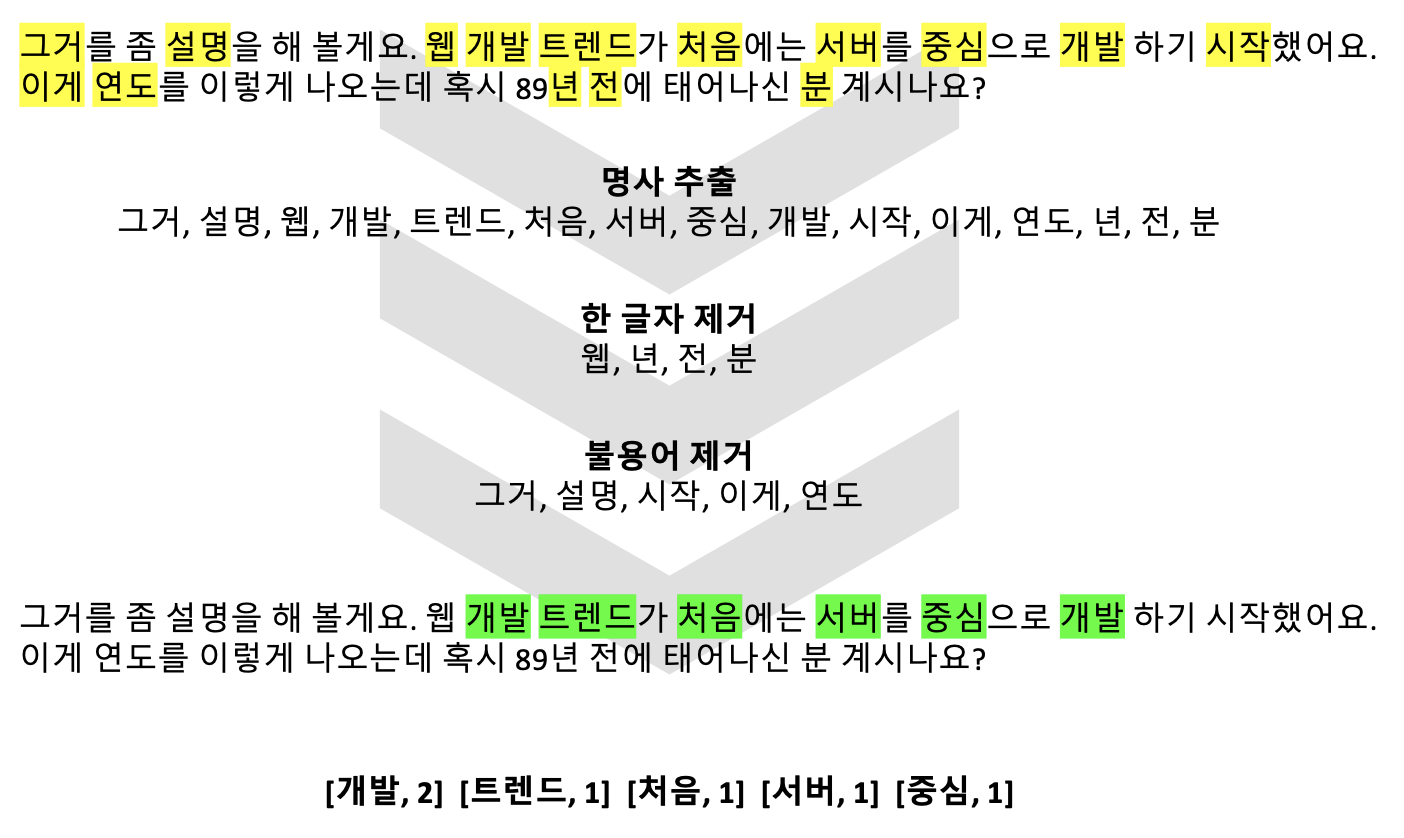 그거를 좀 설명을 해 볼게요. 웹 개발 트렌드가 처음에는 서버를 중심으로 개발 하기 시작했어요.
이게 연도를 이렇게 나오는데 혹시 89년 전에 태어나신 분 계시나요?
명사 추출
그거, 설명, 웹, 개발, 트렌드, 처음, 서버, 중심, 개발, 시작, 이게, 연도, 년, 전, 분
한 글자 제거
웹, 년, 전, 분
불용어 제거
그거, 설명, 시작, 이게, 연도
그거를 좀 설명을 해 볼게요. 웹 개발 트렌드가 처음에는 서버를 중심으로 개발 하기 시작했어요.
이게 연도를 이렇게 나오는데 혹시 89년 전에 태어나신 분 계시나요?
[개발, 2] [트렌드, 1] [처음, 1] [서버, 1] [중심, 1]